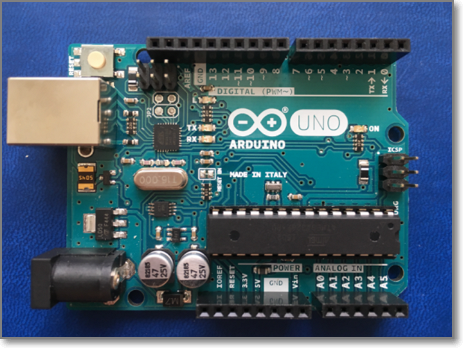 RESET
AREF
GND
13
12
~11
~10
~9
8
7
~6
~5
4
~3
2
TX→1
RX←0
DIGITAL (PWM~)
TX
RX
UNO
ON
ARDUINO
ICSP
MADE IN ITALY
47
25V
47
25V
IOREF
RESET
3.3V
5V
GND
Vin
POWER
ANALOG IN
A0
A1
A2
A3
A4
A5